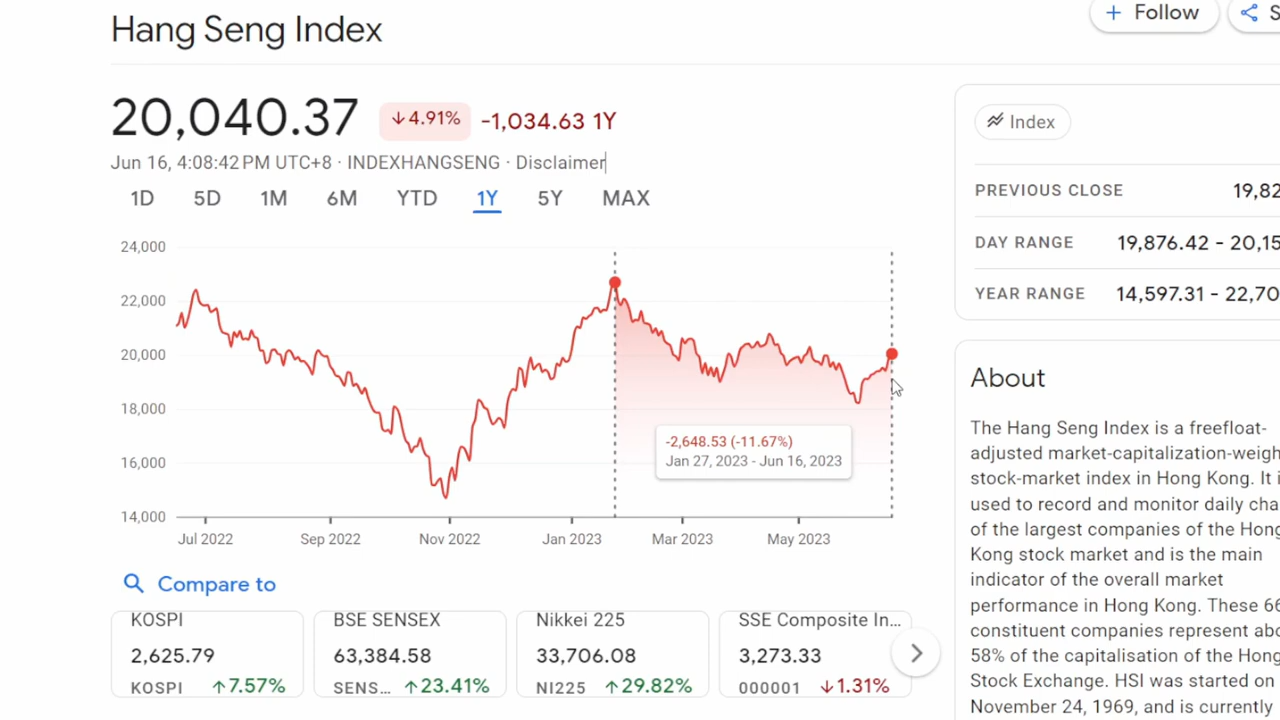 Hang Seng Index
+ Follow
20,040.37 ↓4.91% -1,034.63 1Y
Jun 16, 4:08:42 PM UTC+8 · INDEXHANGSENG · Disclaimer
1D 5D 1M 6M YTD 1Y 5Y MAX
24,000
22,000
20,000
18,000
16,000
14,000
-2,648.53 (-11.67%)
Jan 27, 2023 - Jun 16, 2023
Jul 2022 Sep 2022 Nov 2022 Jan 2023 Mar 2023 May 2023
Compare to
KOSPI
2,625.79
KOSPI ↑7.57%
BSE SENSEX
63,384.58
SENS... ↑23.41%
Nikkei 225
33,706.08
NI225 ↑29.82%
SSE Composite In...
3,273.33
000001 ↓1.31%
Index
PREVIOUS CLOSE 19,82
DAY RANGE 19,876.42 - 20,15
YEAR RANGE 14,597.31 - 22,70
About
The Hang Seng Index is a freefloat-
adjusted market-capitalization-weigh
stock-market index in Hong Kong. It i
used to record and monitor daily cha
of the largest companies of the Hong
Kong stock market and is the main
indicator of the overall market
performance in Hong Kong. These 66
constituent companies represent abo
58% of the capitalisation of the Hong
Stock Exchange. HSI was started on
November 24, 1969, and is currently